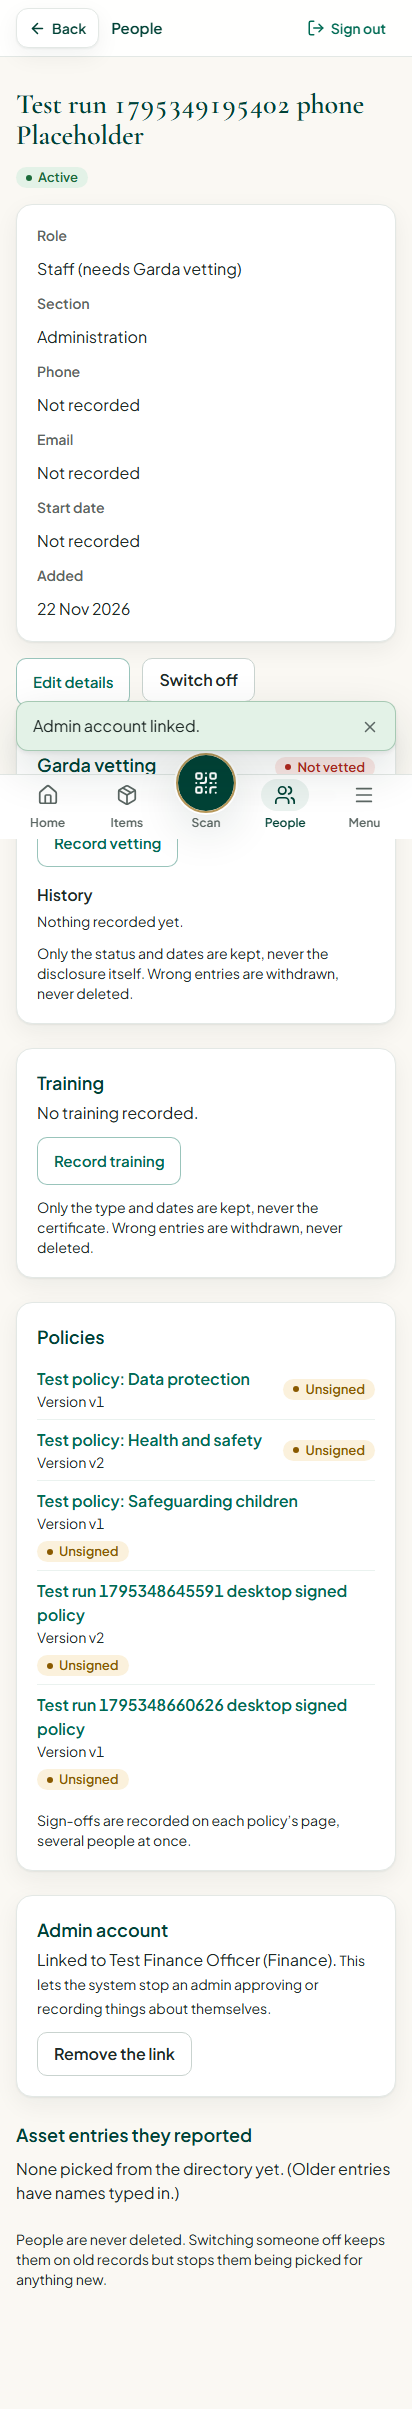 Back
People
Sign out
Test run 1795349195402 phone
Placeholder
Active
Role
Staff (needs Garda vetting)
Section
Administration
Phone
Not recorded
Email
Not recorded
Start date
Not recorded
Added
22 Nov 2026
Edit details
Switch off
Admin account linked.
Garda vetting
Not vetted
Home
Items
Scan
People
Menu
Record vetting
History
Nothing recorded yet.
Only the status and dates are kept, never the
disclosure itself. Wrong entries are withdrawn,
never deleted.
Training
No training recorded.
Record training
Only the type and dates are kept, never the
certificate. Wrong entries are withdrawn, never
deleted.
Policies
Test policy: Data protection
Unsigned
Version v1
Test policy: Health and safety
Unsigned
Version v2
Test policy: Safeguarding children
Version v1
Unsigned
Test run 1795348645591 desktop signed
policy
Version v2
Unsigned
Test run 1795348660626 desktop signed
policy
Version v1
Unsigned
Sign-offs are recorded on each policy's page,
several people at once.
Admin account
Linked to Test Finance Officer (Finance). This
lets the system stop an admin approving or
recording things about themselves.
Remove the link
Asset entries they reported
None picked from the directory yet. (Older entries
have names typed in.)
People are never deleted. Switching someone off keeps
them on old records but stops them being picked for
anything new.